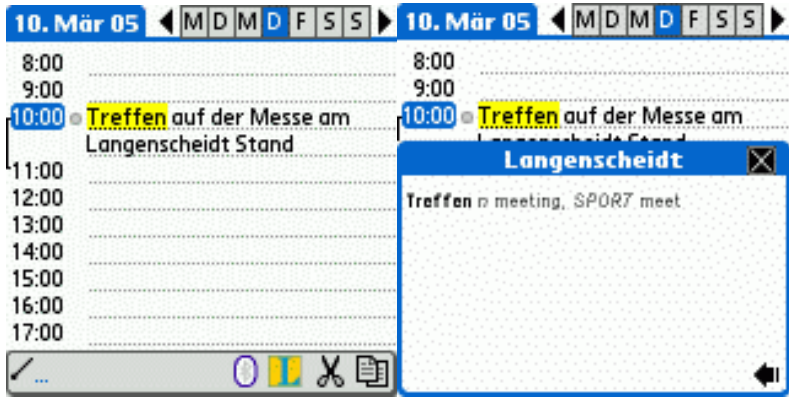 10. Mär 05 M D M D F S S
8:00
9:00
10:00 Treffen auf der Messe am
Langenscheidt Stand
11:00
12:00
13:00
14:00
15:00
16:00
17:00
...
10. Mär 05 M D M D F S S
8:00
9:00
10:00 Treffen auf der Messe am
Langenscheidt Stand
Langenscheidt
Treffen n meeting, SPORT meet